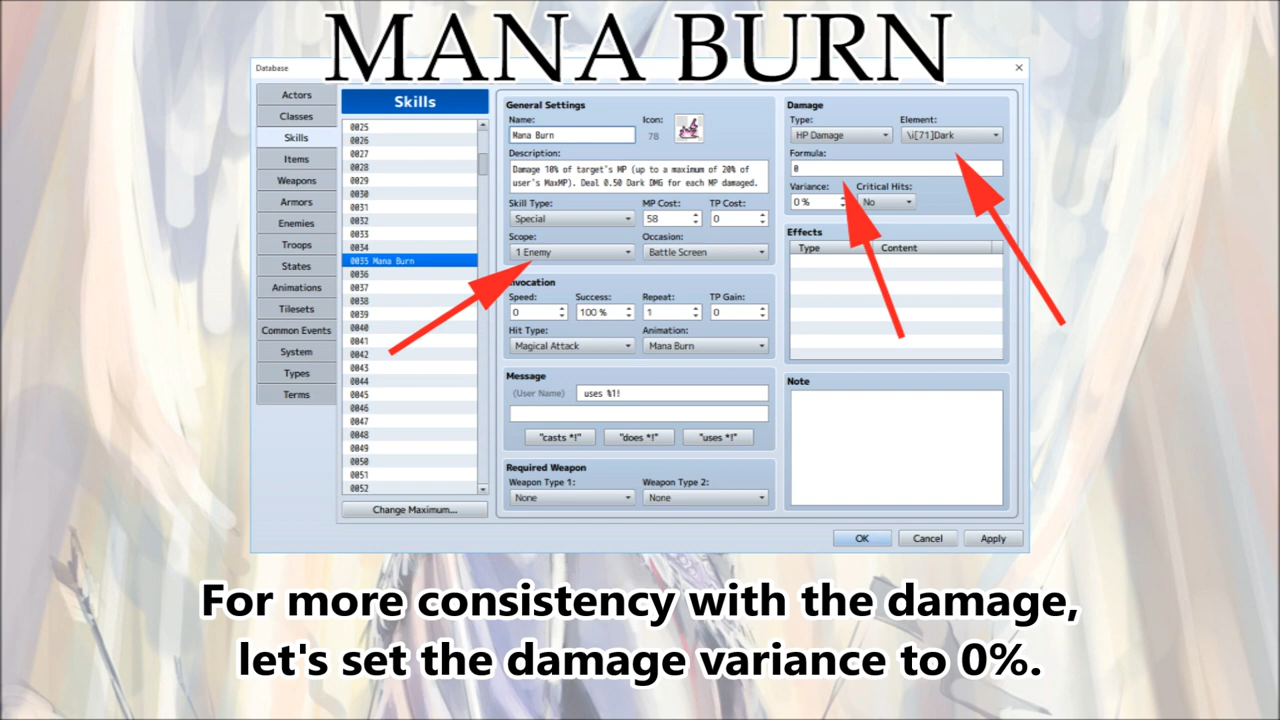 MANA BURN
Database
Actors
Classes
Skills
Items
Weapons
Armors
Enemies
Troops
States
Animations
Tilesets
Common Events
System
Types
Terms
Skills
0025
0026
0027
0028
0029
0030
0031
0032
0033
0034
0035 Mana Burn
0036
0037
0038
0039
0040
0041
0042
0043
0044
0045
0046
0047
0048
0049
0050
0051
0052
Change Maximum...
General Settings
Name: Icon:
Mana Burn 78
Description:
Damage 10% of target's MP (up to a maximum of 20% of
user's MaxMP). Deal 0.50 Dark DMG for each MP damaged.
Skill Type: MP Cost: TP Cost:
Special 58 0
Scope: Occasion:
1 Enemy Battle Screen
Invocation
Speed: Success: Repeat: TP Gain:
0 100 % 1 0
Hit Type: Animation:
Magical Attack Mana Burn
Message
(User Name) uses %1!
"casts *!" "does *!" "uses *!"
Required Weapon
Weapon Type 1: Weapon Type 2:
None None
Damage
Type: Element:
HP Damage \i[71]Dark
Formula:
0
Variance: Critical Hits:
0 % No
Effects
Type Content
Note
OK Cancel Apply
For more consistency with the damage,
let's set the damage variance to 0%.